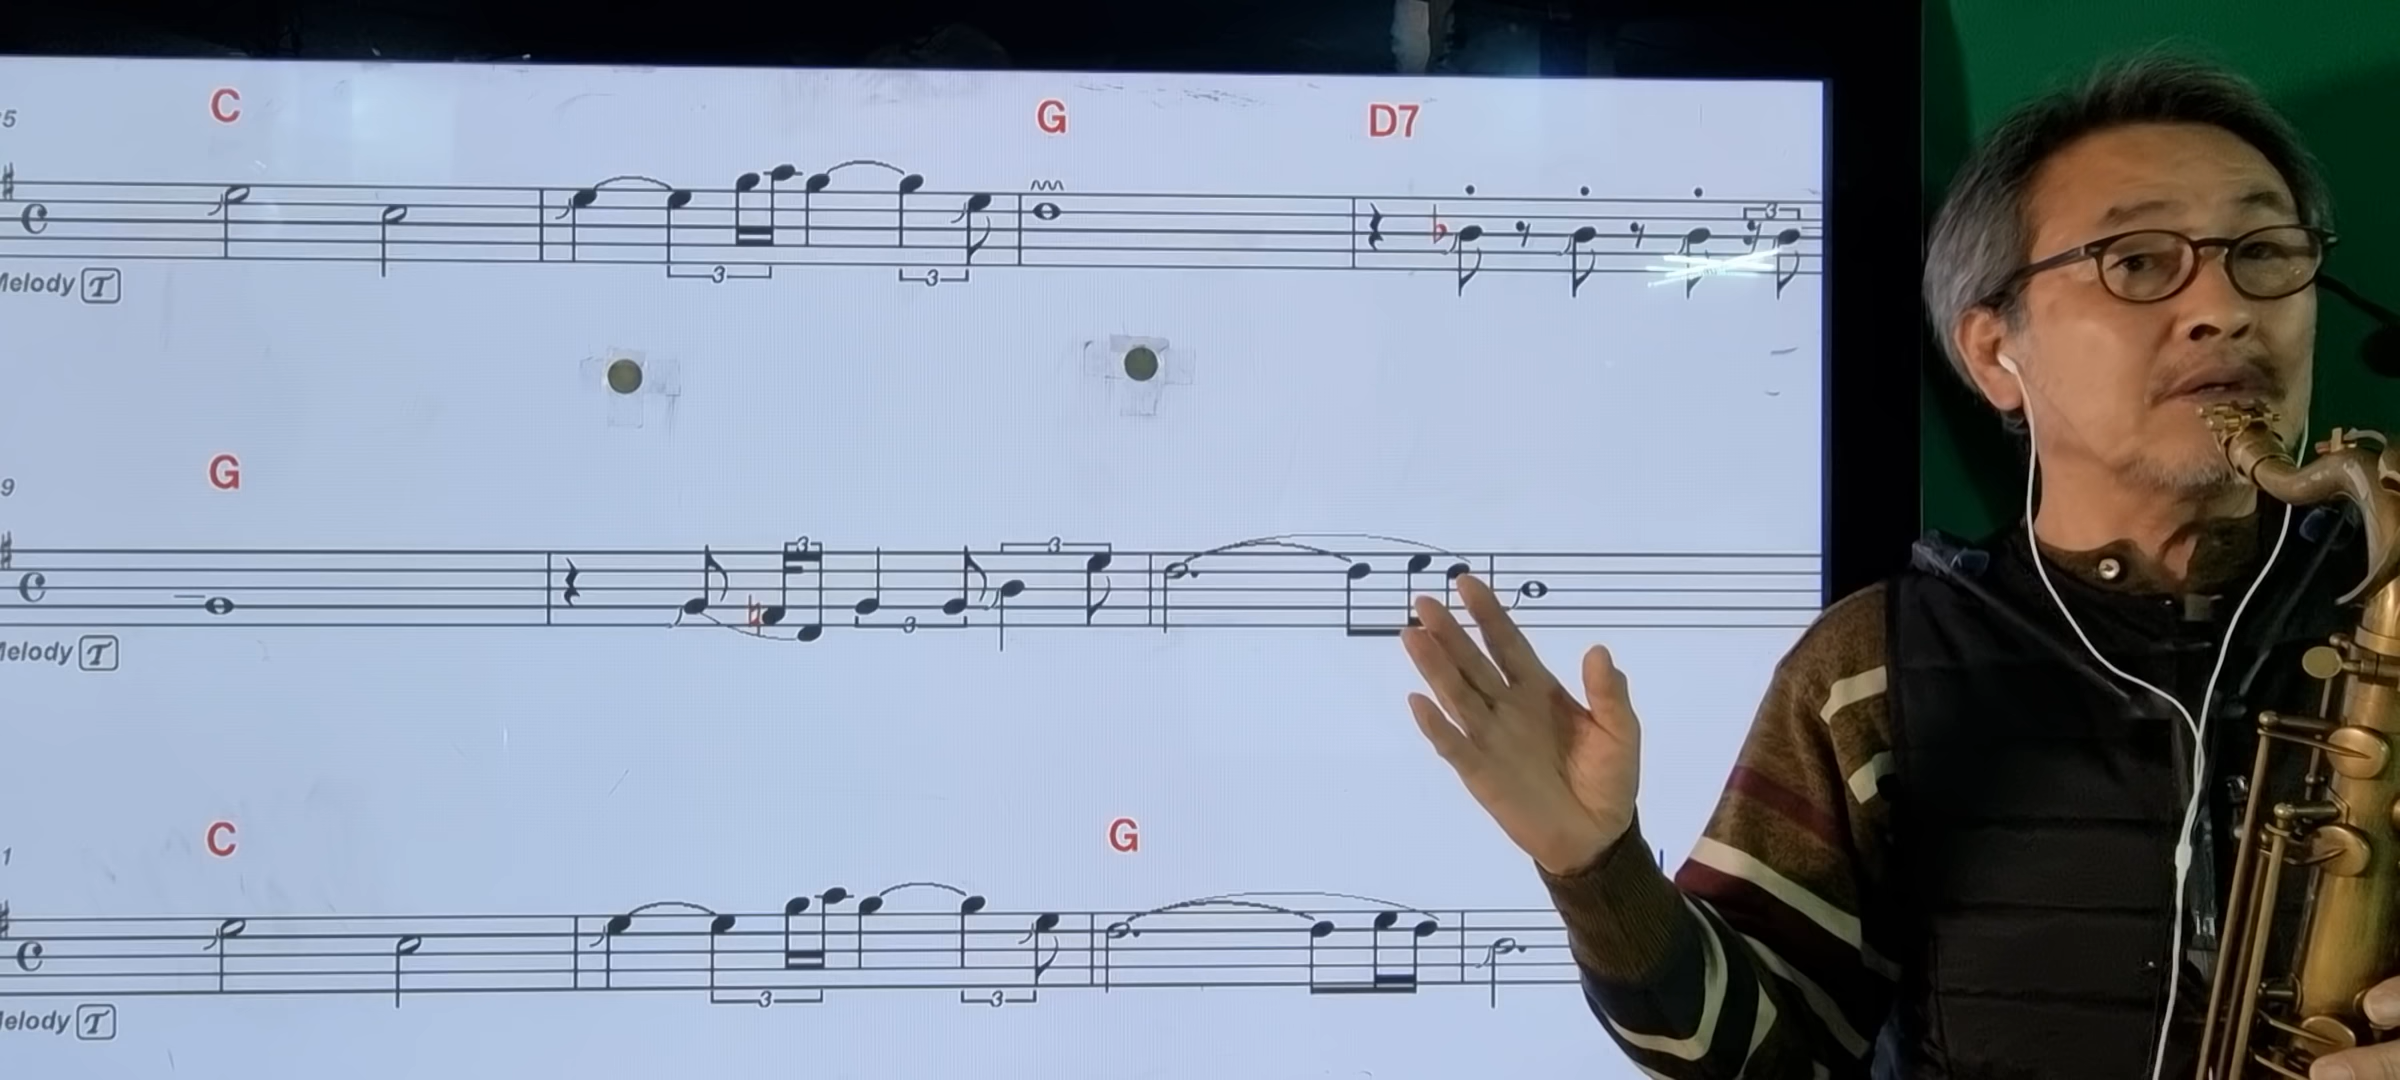 C G D7
5
3 3 3
Melody T
G
9
3 3 3
Melody T
C G
1
3 3
Melody T